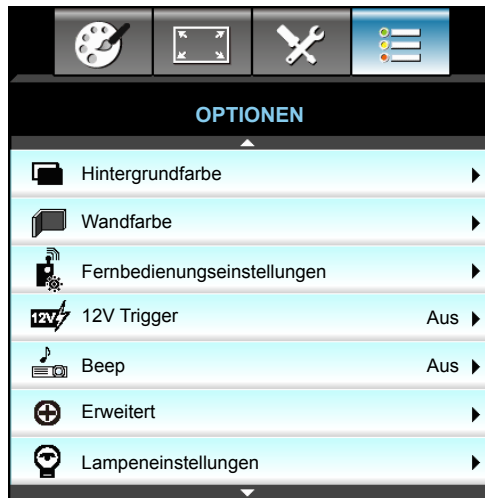 OPTIONEN
Hintergrundfarbe
Wandfarbe
Fernbedienungseinstellungen
12V 12V Trigger Aus
Beep Aus
Erweitert
Lampeneinstellungen